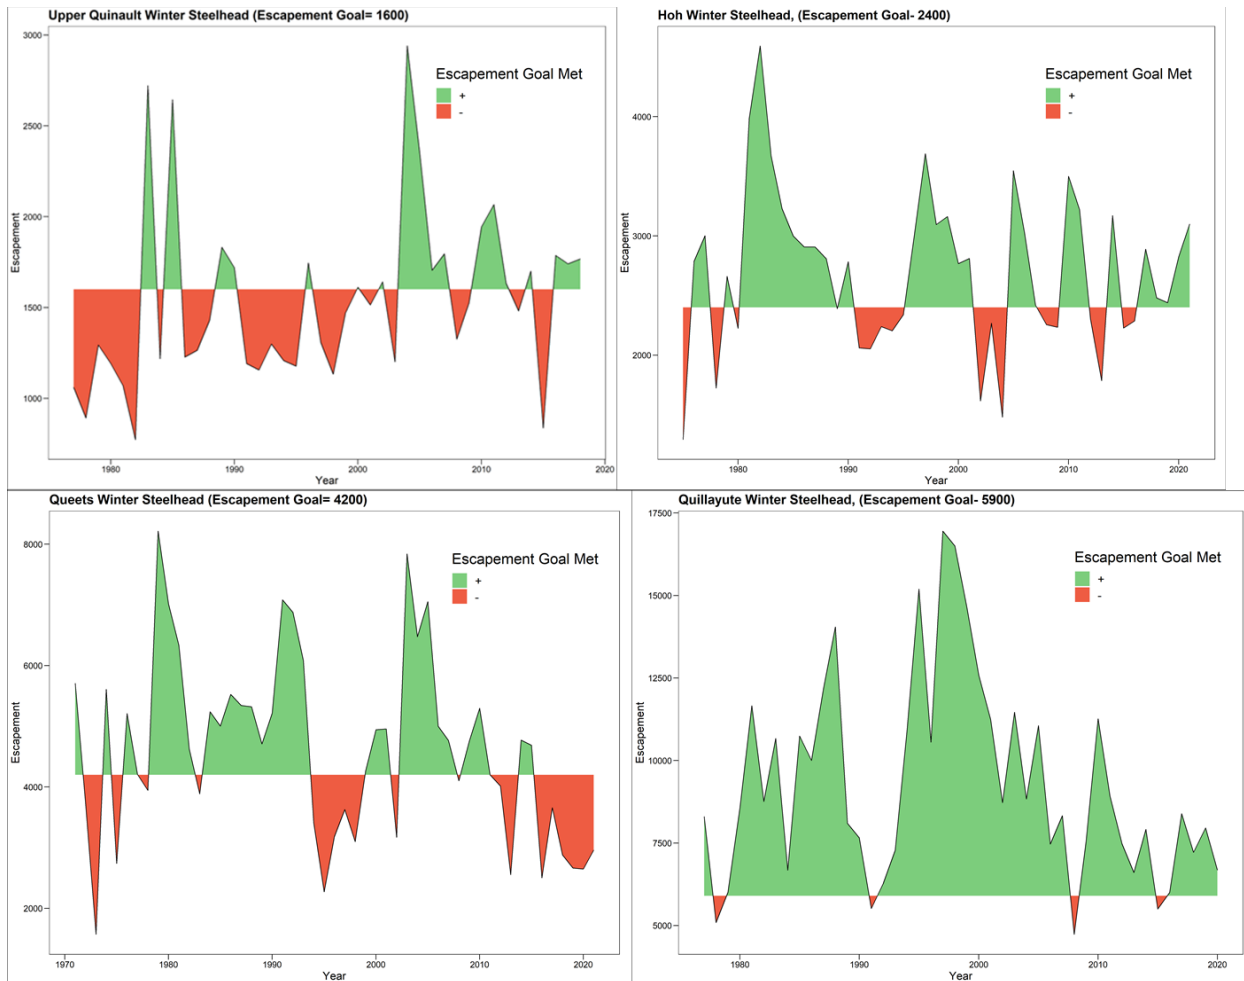 Upper Quinault Winter Steelhead (Escapement Goal= 1600)
3000
2500
2000
1500
1000
Escapement
Escapement Goal Met
+
-
1980
1990
2000
2010
2020
Year
Hoh Winter Steelhead, (Escapement Goal- 2400)
4000
3000
2000
Escapement
Escapement Goal Met
+
-
1980
1990
2000
2010
2020
Year
Queets Winter Steelhead (Escapement Goal= 4200)
8000
6000
4000
2000
Escapement
Escapement Goal Met
+
-
1970
1980
1990
2000
2010
2020
Year
Quillayute Winter Steelhead, (Escapement Goal- 5900)
17500
15000
12500
10000
7500
5000
Escapement
Escapement Goal Met
+
-
1980
1990
2000
2010
2020
Year